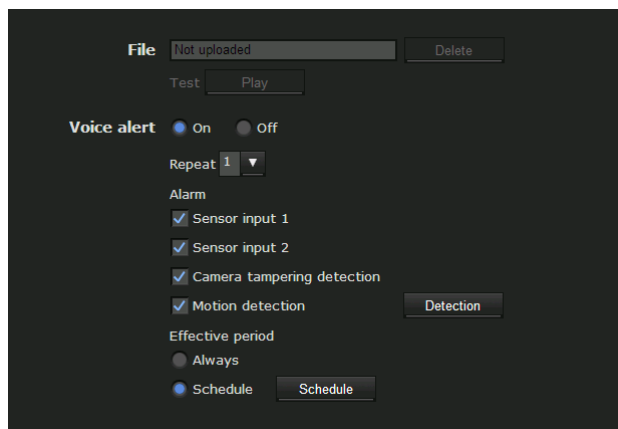 File Not uploaded Delete
Test Play
Voice alert On Off
Repeat 1
Alarm
Sensor input 1
Sensor input 2
Camera tampering detection
Motion detection Detection
Effective period
Always
Schedule Schedule